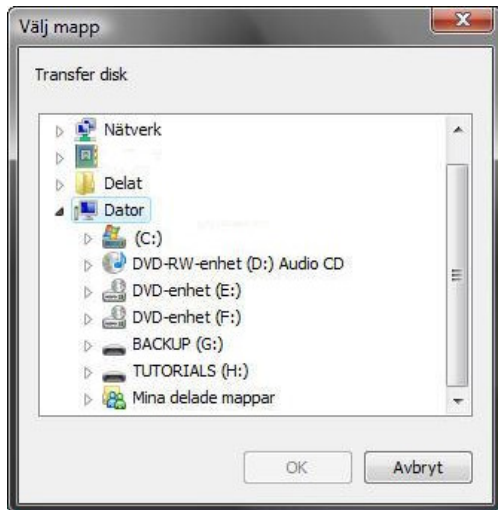 Välj mapp
Transfer disk
Nätverk
Delat
Dator
(C:)
DVD-RW-enhet (D:) Audio CD
DVD-enhet (E:)
DVD-enhet (F:)
BACKUP (G:)
TUTORIALS (H:)
Mina delade mappar
OK
Avbryt